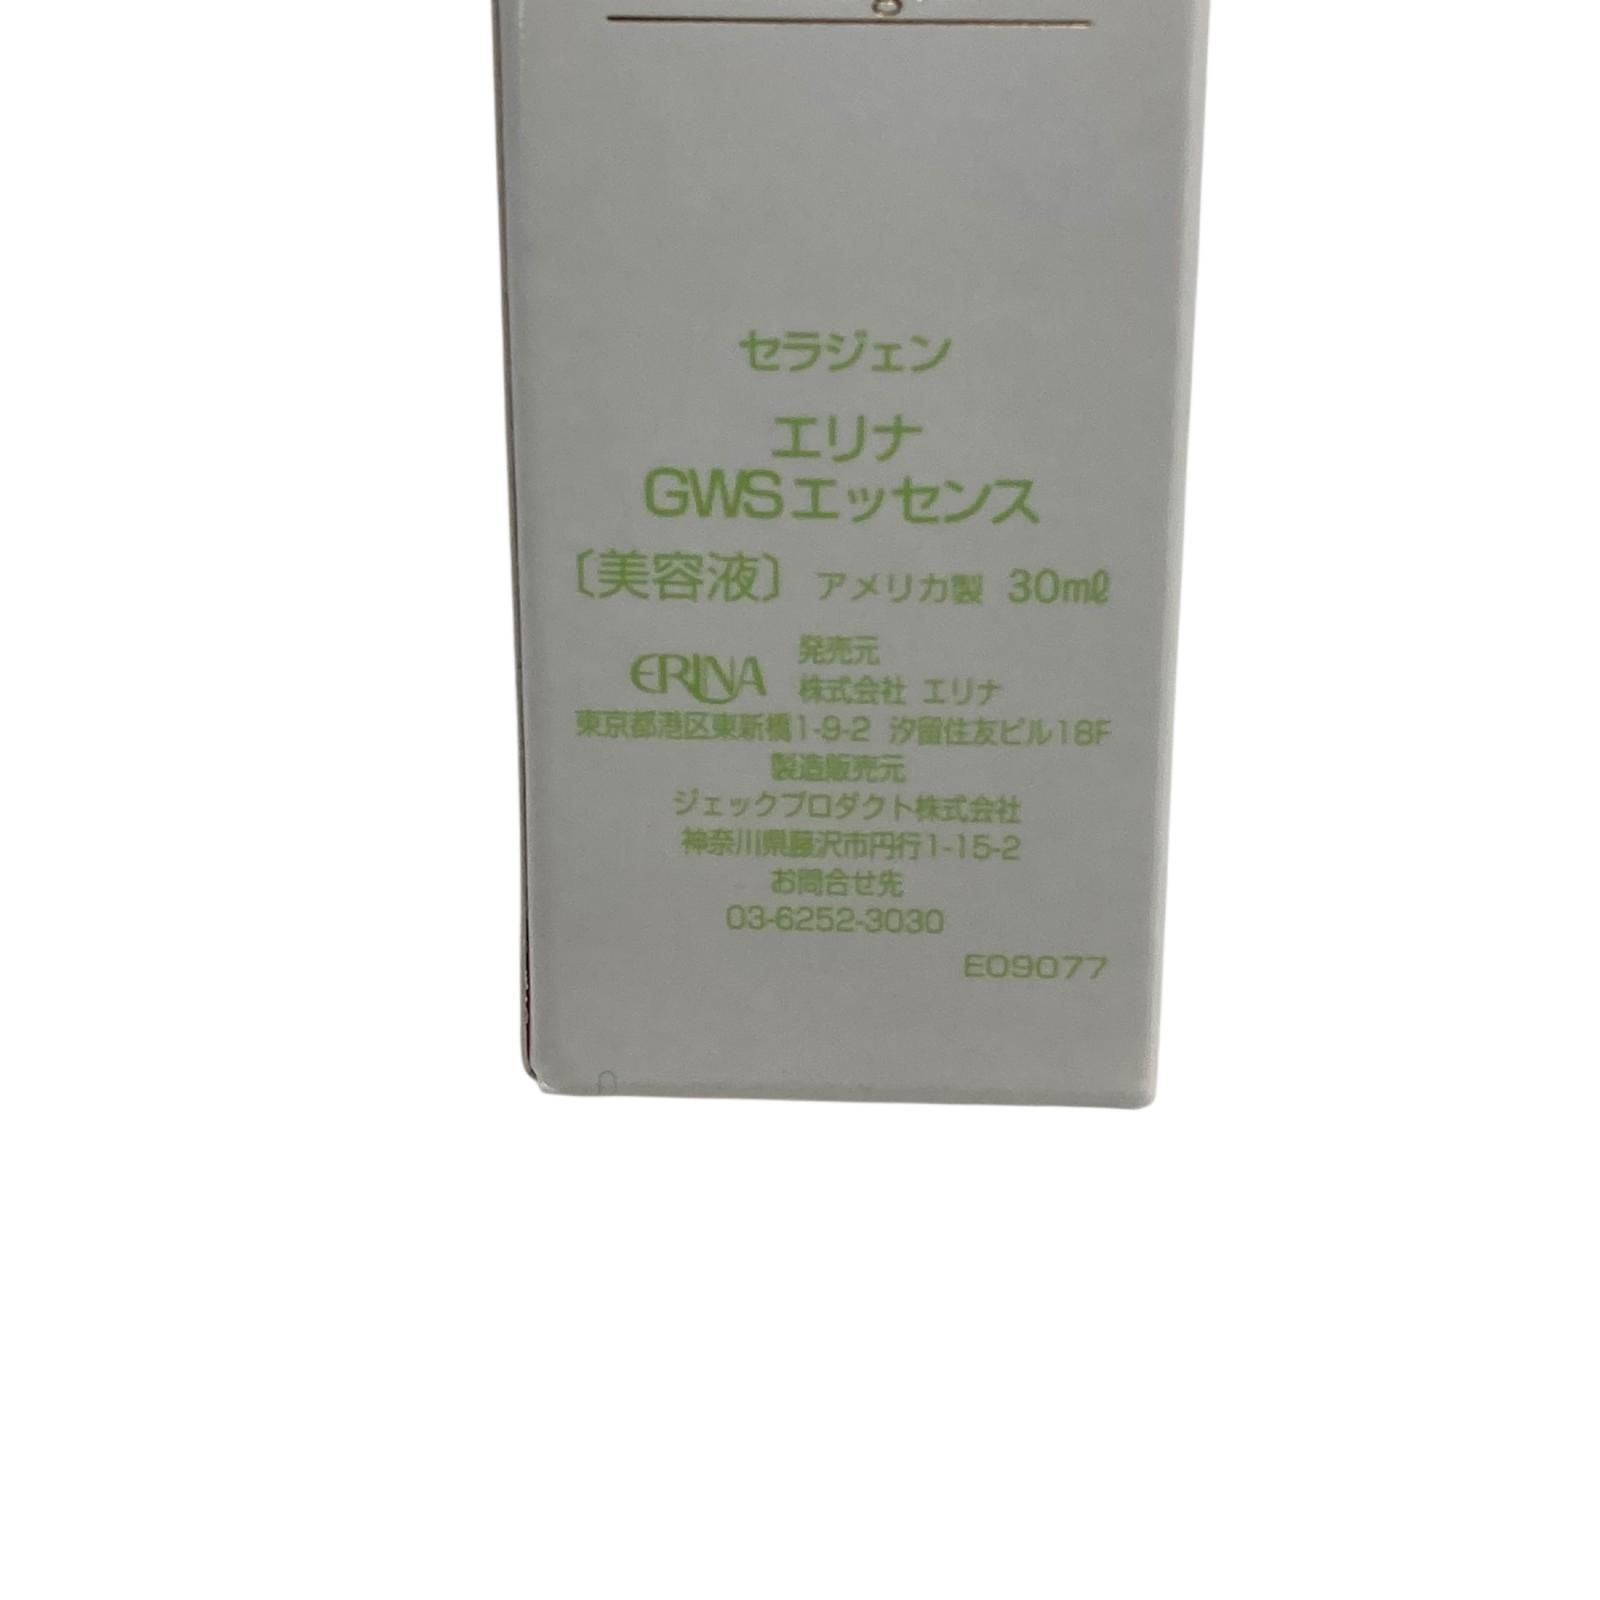 セラジェン
エリナ
GWSエッセンス
〔美容液〕 アメリカ製 30mℓ
ERINA 発売元
株式会社 エリナ
東京都港区東新橋1-9-2 汐留住友ビル18F
製造販売元
ジェックプロダクト株式会社
神奈川県藤沢市円行1-15-2
お問合せ先
03-6252-3030
E09077